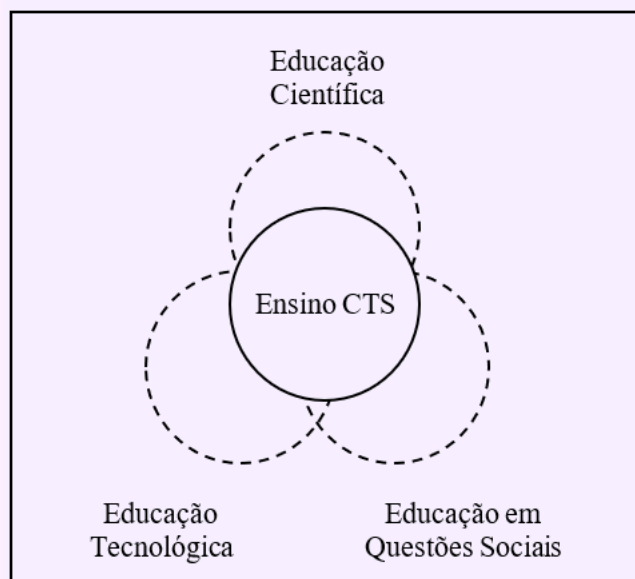 Educação
Científica
Ensino CTS
Educação
Tecnológica
Educação em
Questões Sociais